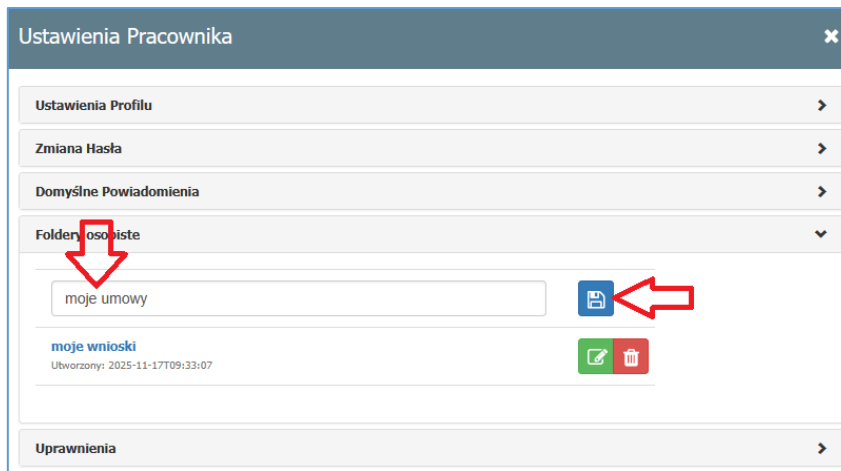 Ustawienia Pracownika
Ustawienia Profilu
Zmiana Hasła
Domyślne Powiadomienia
Foldery osobiste
moje umowy
moje wnioski
Utworzony: 2025-11-17T09:33:07
Uprawnienia